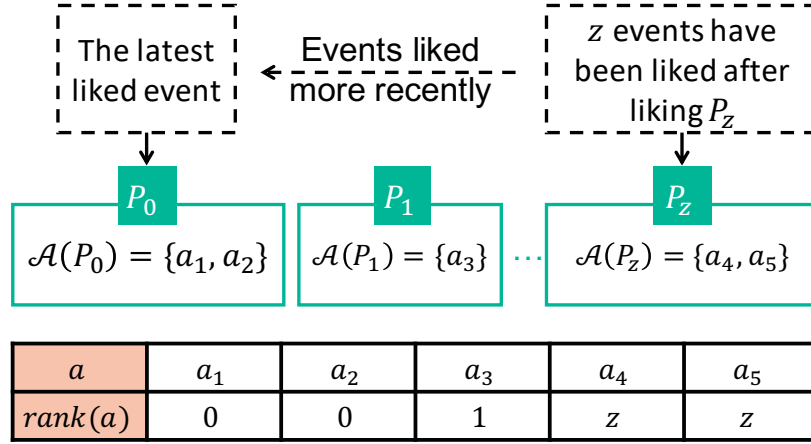 The latest
liked event
Events liked
more recently
z events have
been liked after
liking P_z
P_0
P_1
P_z
𝒜(P_0) = {a_1, a_2}
𝒜(P_1) = {a_3}
⋯
𝒜(P_z) = {a_4, a_5}
a a_1 a_2 a_3 a_4 a_5
rank(a) 0 0 1 z z